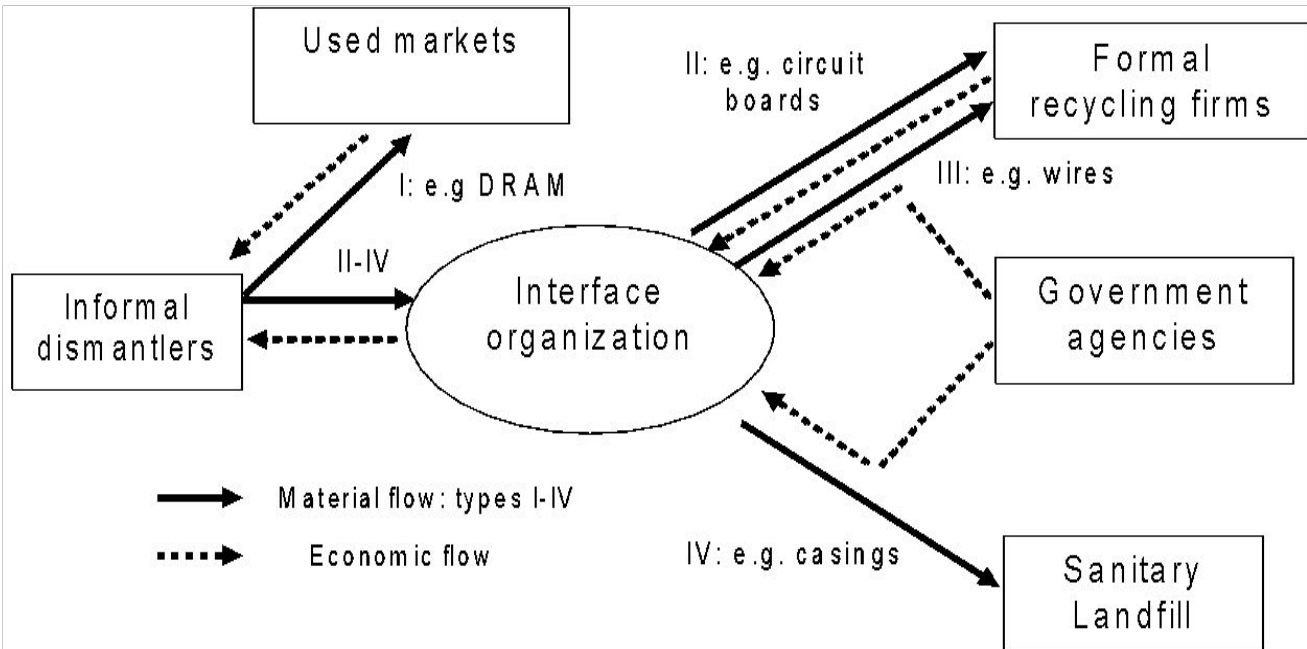 Used markets
II: e.g. circuit
boards
Formal
recycling firms
I: e.g DRAM
III: e.g. wires
II-IV
Informal
dismantlers
Interface
organization
Government
agencies
Material flow: types I-IV
Economic flow
IV: e.g. casings
Sanitary
Landfill